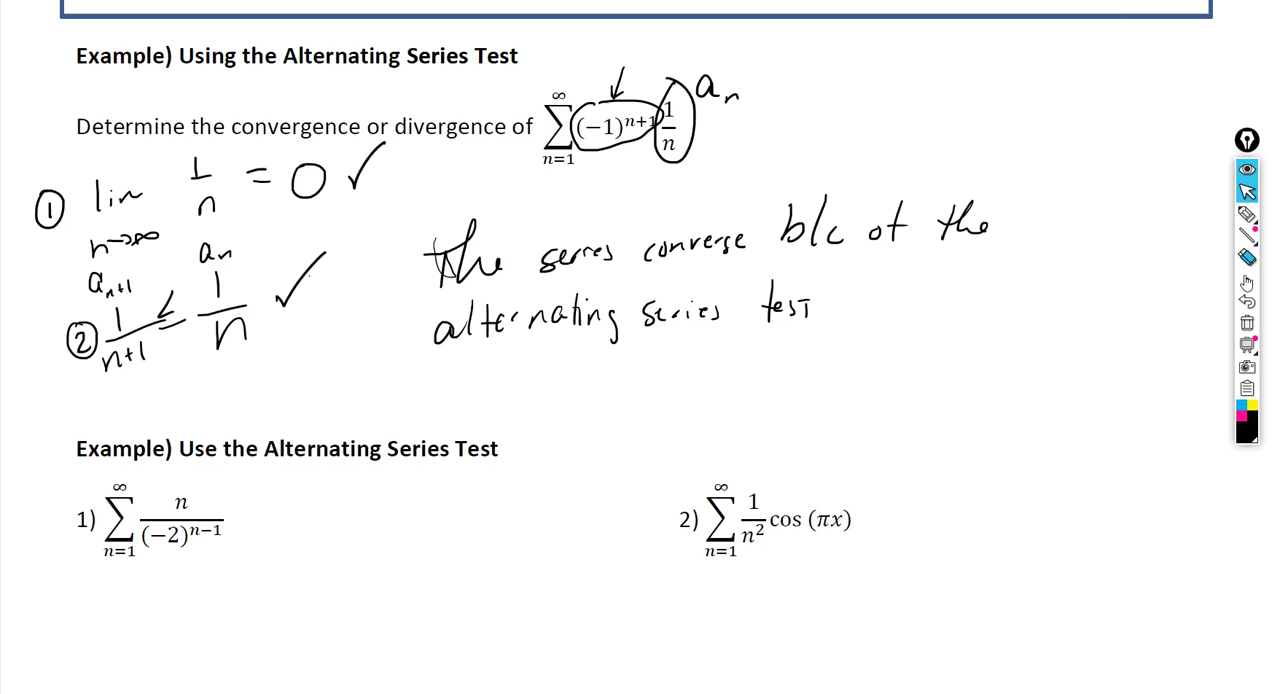 Example) Using the Alternating Series Test
Determine the convergence or divergence of ∞ ∑ n=1 (−1)^{n+1} 1/n a_n
① lim n→∞ 1/n = 0 ✓
a_{n+1} a_n
② 1/n+1 ≤ 1/n ✓
The series converge b/c of the
alternating series test
Example) Use the Alternating Series Test
1) ∞ ∑ n=1 n/(−2)^{n−1}
2) ∞ ∑ n=1 1/n² cos (πx)